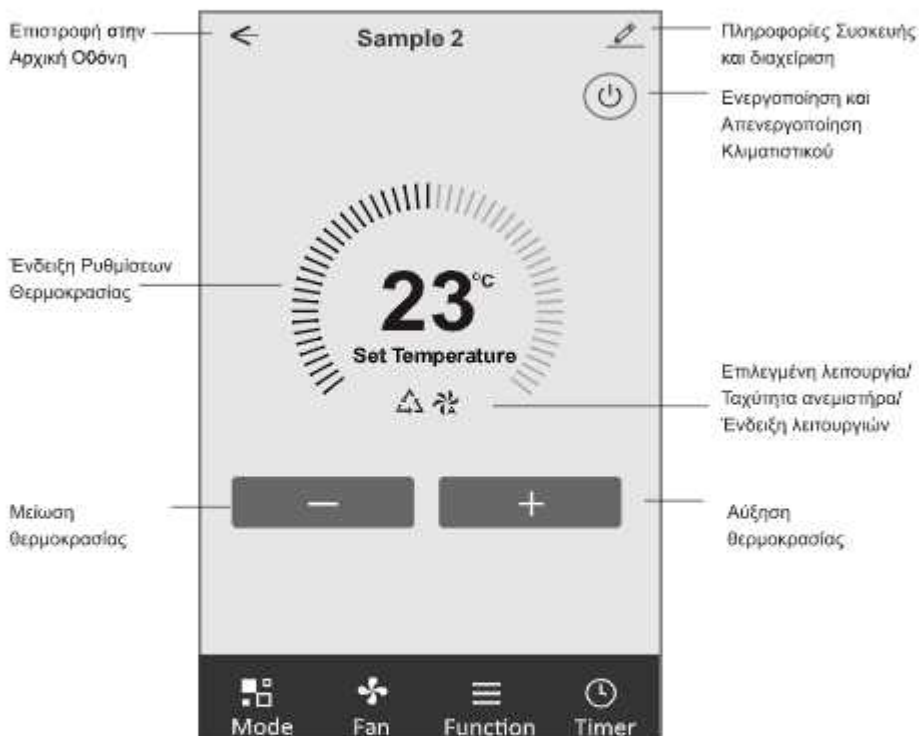 Επιστροφή στην
Αρχική Οθόνη
Sample 2
Πληροφορίες Συσκευής
και διαχείριση
Ενεργοποίηση και
Απενεργοποίηση
Κλιματιστικού
Ένδειξη Ρυθμίσεων
Θερμοκρασίας
23°C
Set Temperature
Επιλεγμένη λειτουργία/
Ταχύτητα ανεμιστήρα/
Ένδειξη λειτουργιών
Μείωση
θερμοκρασίας
−
+
Αύξηση
θερμοκρασίας
Mode Fan Function Timer